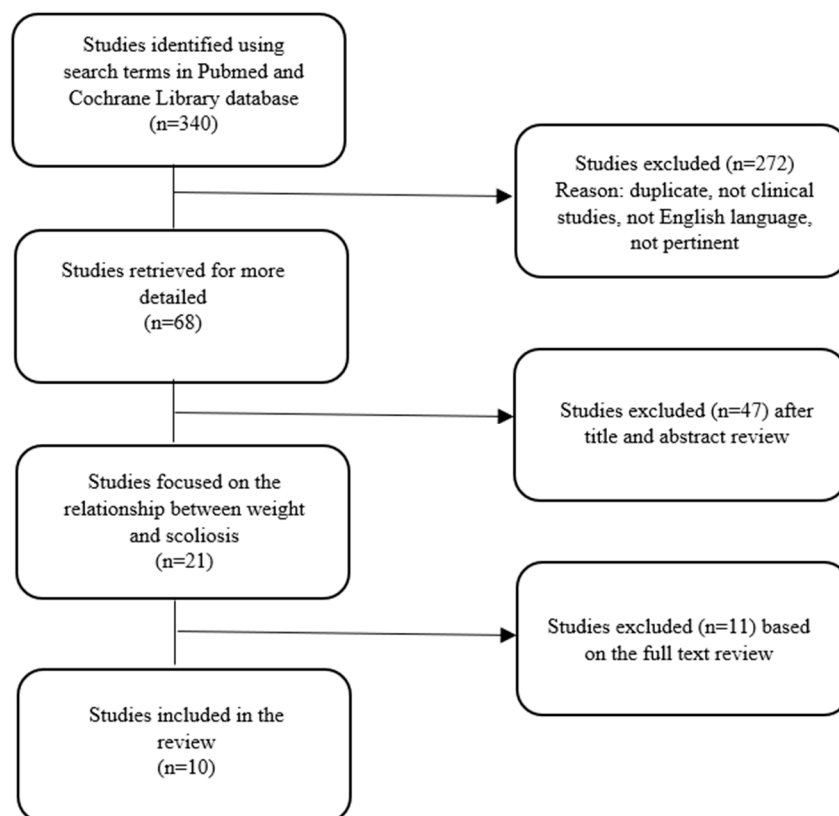 Studies identified using
search terms in Pubmed and
Cochrane Library database
(n=340)
Studies excluded (n=272)
Reason: duplicate, not clinical
studies, not English language,
not pertinent
Studies retrieved for more
detailed
(n=68)
Studies excluded (n=47) after
title and abstract review
Studies focused on the
relationship between weight
and scoliosis
(n=21)
Studies excluded (n=11) based
on the full text review
Studies included in the
review
(n=10)